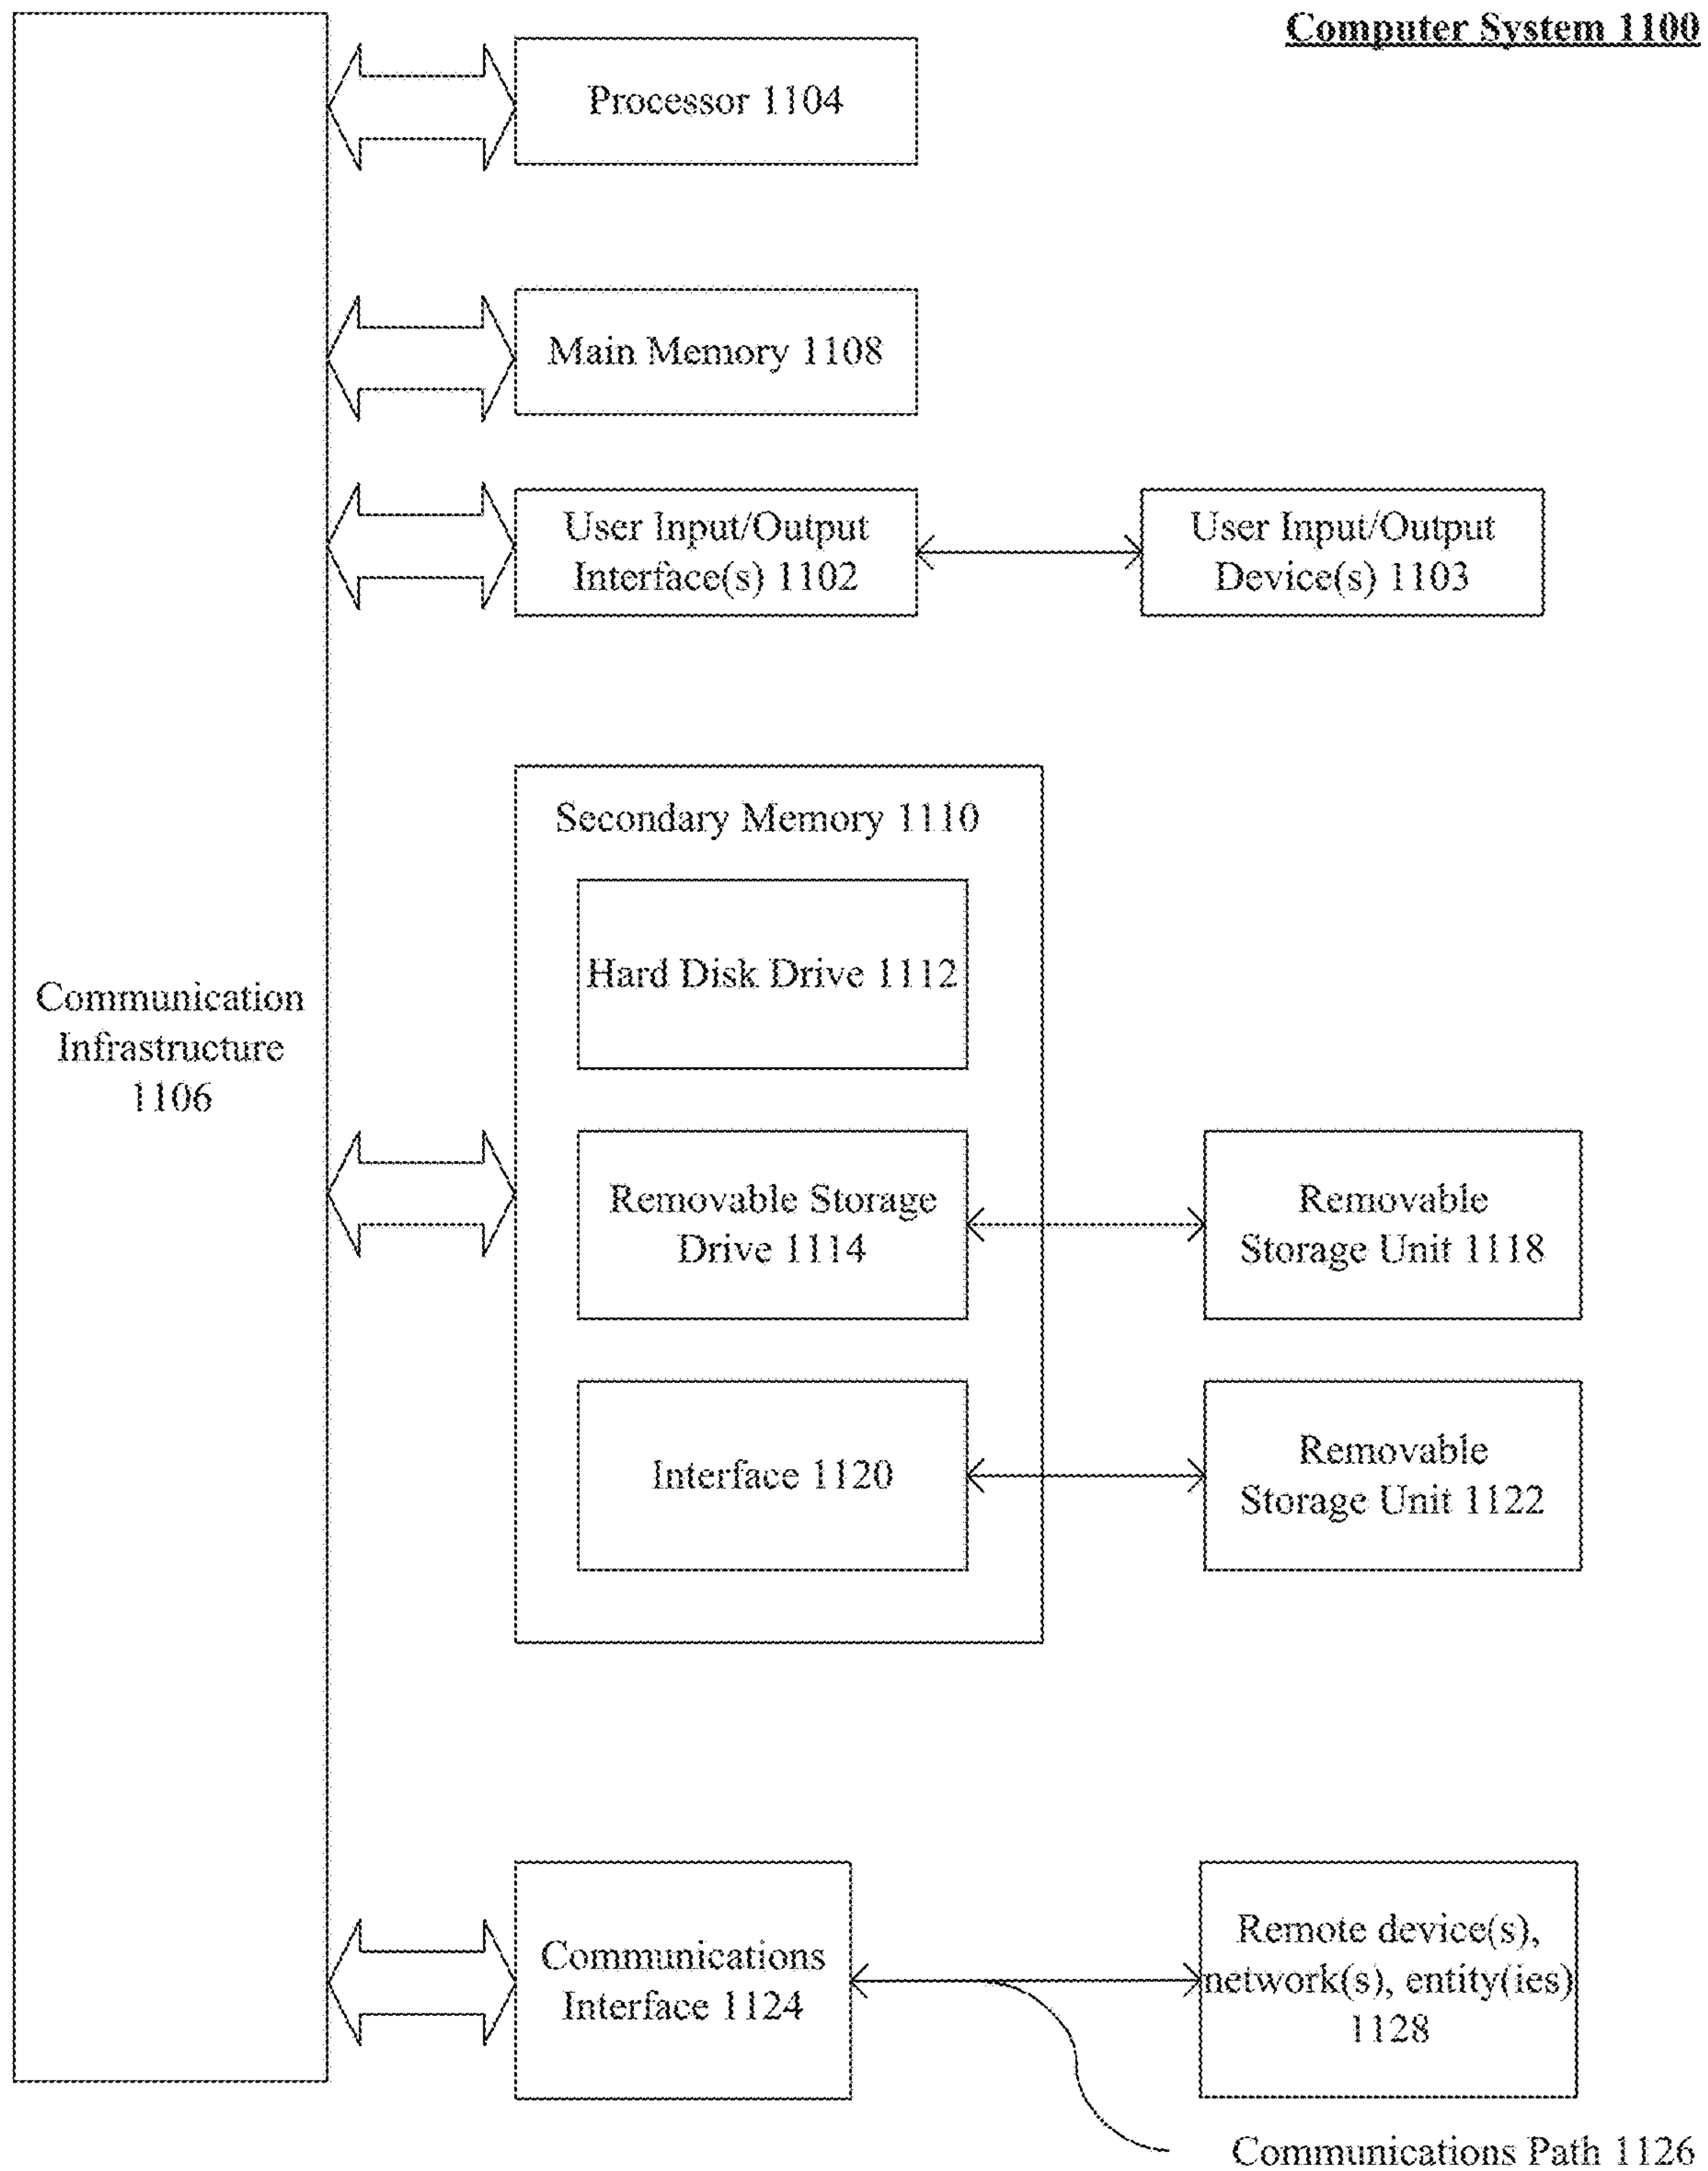 Computer System 1100
Processor 1104
Main Memory 1108
User Input/Output
Interface(s) 1102
User Input/Output
Device(s) 1103
Secondary Memory 1110
Hard Disk Drive 1112
Communication
Infrastructure
1106
Removable Storage
Drive 1114
Removable
Storage Unit 1118
Interface 1120
Removable
Storage Unit 1122
Communications
Interface 1124
Remote device(s),
network(s), entity(ies)
1128
Communications Path 1126